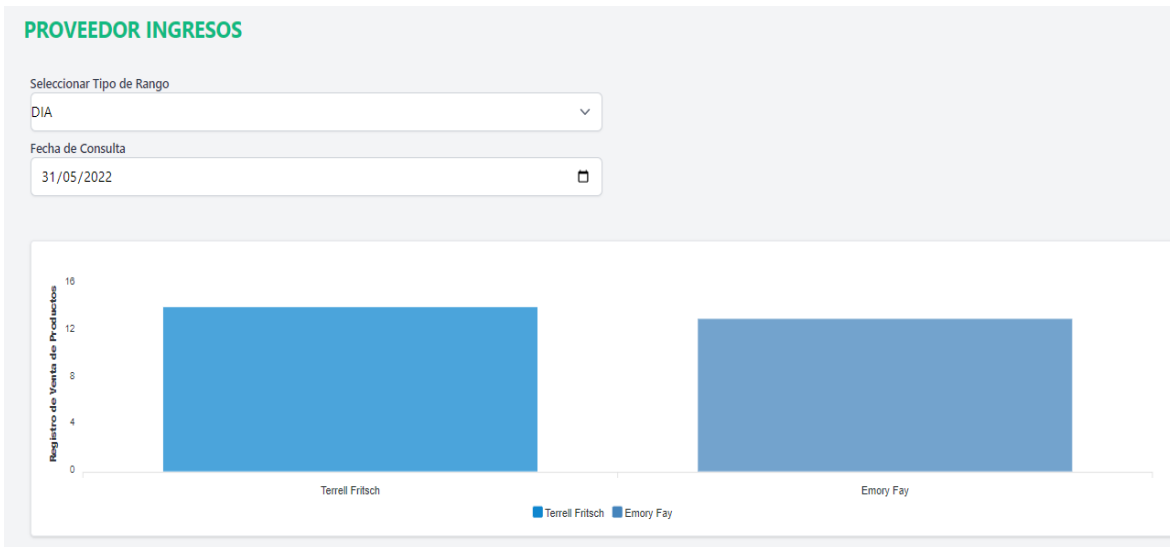 PROVEEDOR INGRESOS
Seleccionar Tipo de Rango
DIA
Fecha de Consulta
31/05/2022
Registro de Venta de Productos
16
12
8
4
0
Terrell Fritsch
Emory Fay
Terrell Fritsch Emory Fay